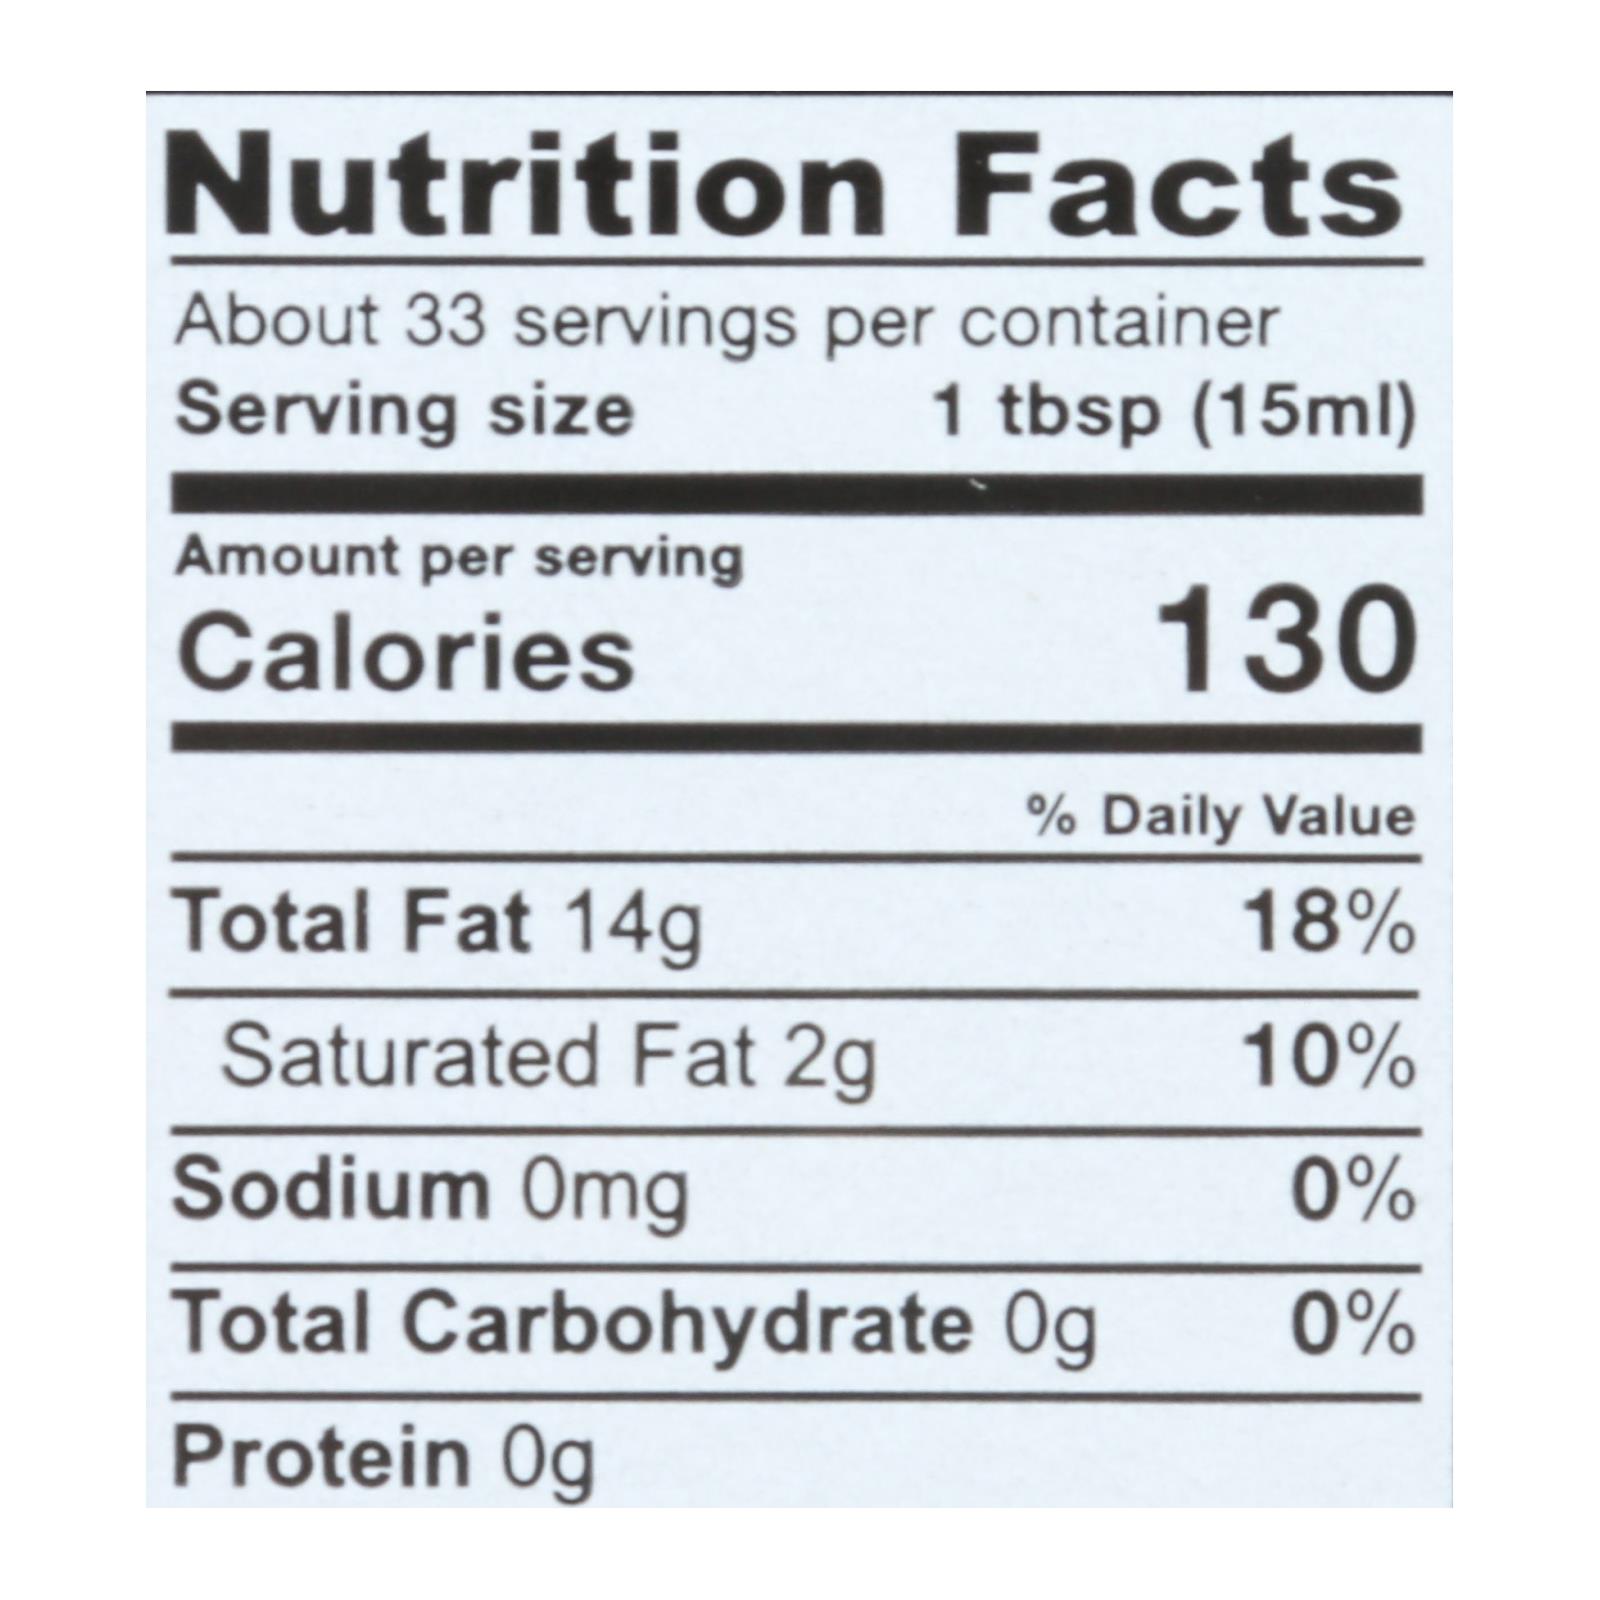 Nutrition Facts
About 33 servings per container
Serving size 1 tbsp (15ml)
Amount per serving
Calories 130
% Daily Value
Total Fat 14g 18%
Saturated Fat 2g 10%
Sodium 0mg 0%
Total Carbohydrate 0g 0%
Protein 0g